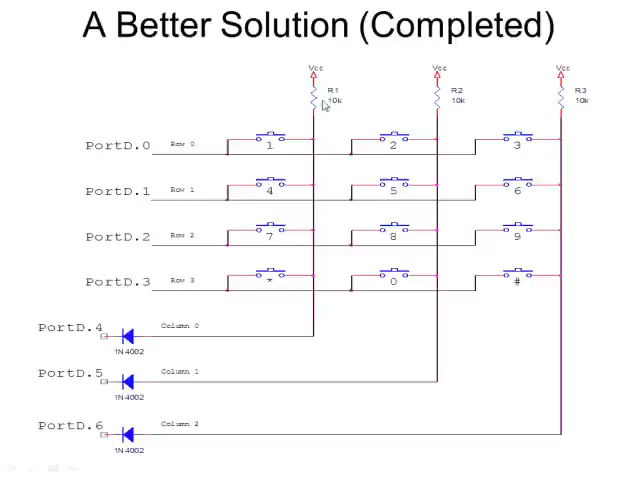 A Better Solution (Completed)
Vcc Vcc Vcc
R1 R2 R3
10k 10k 10k
PortD.0 Row 0 1 2 3
PortD.1 Row 1 4 5 6
PortD.2 Row 2 7 8 9
PortD.3 Row 3 * 0 #
PortD.4 Column 0
1N4002
PortD.5 Column 1
1N4002
PortD.6 Column 2
1N4002